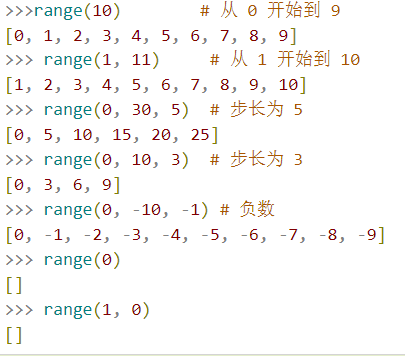 >>>range(10)        # 从 0 开始到 9
[0, 1, 2, 3, 4, 5, 6, 7, 8, 9]
>>> range(1, 11)     # 从 1 开始到 10
[1, 2, 3, 4, 5, 6, 7, 8, 9, 10]
>>> range(0, 30, 5)  # 步长为 5
[0, 5, 10, 15, 20, 25]
>>> range(0, 10, 3)  # 步长为 3
[0, 3, 6, 9]
>>> range(0, -10, -1) # 负数
[0, -1, -2, -3, -4, -5, -6, -7, -8, -9]
>>> range(0)
[]
>>> range(1, 0)
[]